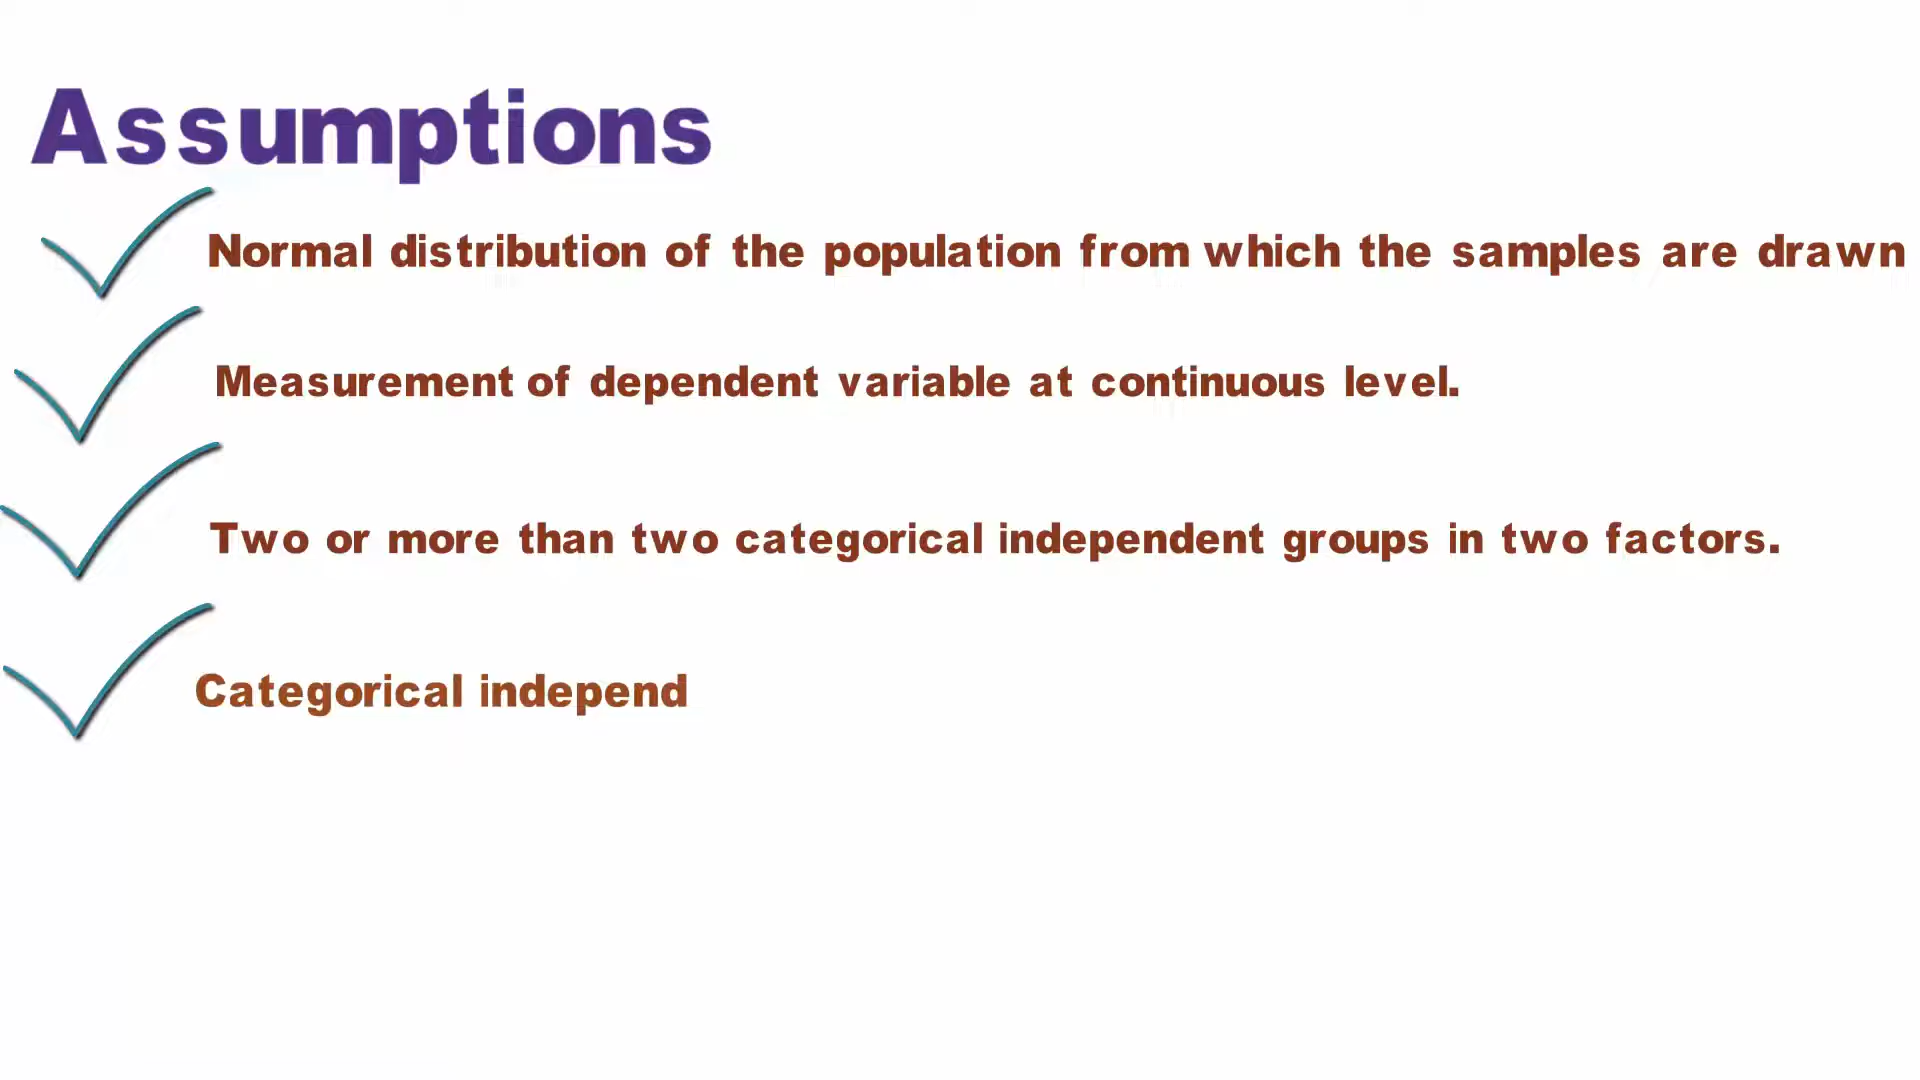 Assumptions
Normal distribution of the population from which the samples are drawn
Measurement of dependent variable at continuous level.
Two or more than two categorical independent groups in two factors.
Categorical independ